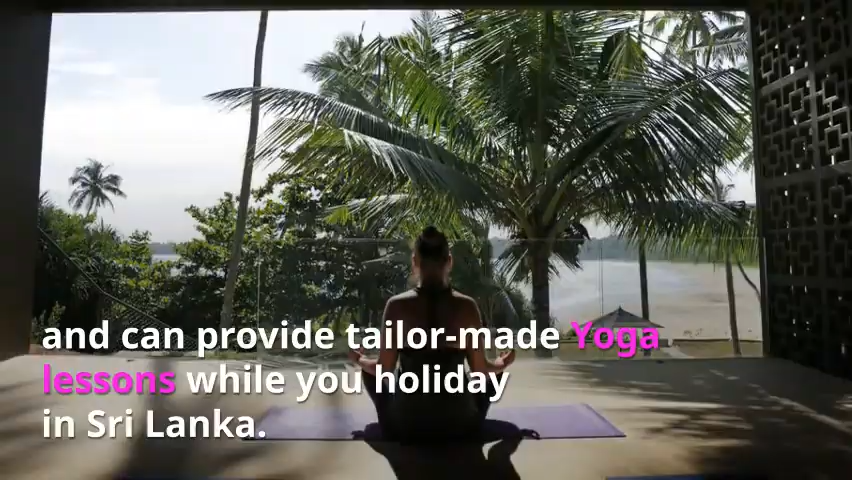 and can provide tailor-made Yoga
lessons while you holiday
in Sri Lanka.